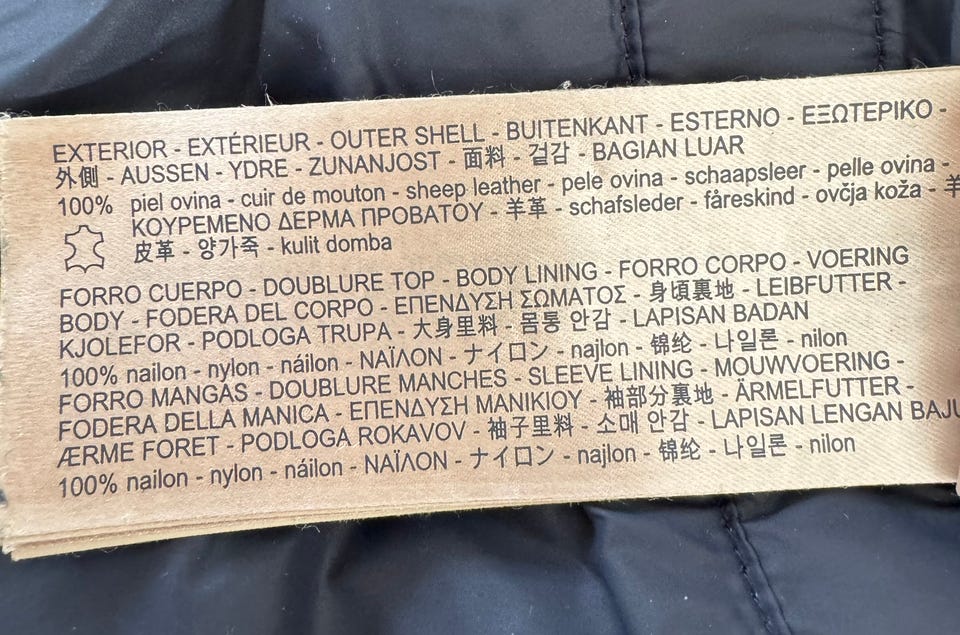 EXTERIOR - EXTÉRIEUR - OUTER SHELL - BUITENKANT - ESTERNO - ΕΞΩΤΕΡΙΚΟ -
外側 - AUSSEN - YDRE - ZUNANJOST - 面料 - 겉감 - BAGIAN LUAR
100% piel ovina - cuir de mouton - sheep leather - pele ovina - schaapsleer - pelle ovina -
ΚΟΥΡΕΜΕΝΟ ΔΕΡΜΑ ΠΡΟΒΑΤΟΥ - 羊革 - schafsleder - fåreskind - ovčja koža - 羊
皮革 - 양가죽 - kulit domba
FORRO CUERPO - DOUBLURE TOP - BODY LINING - FORRO CORPO - VOERING
BODY - FODERA DEL CORPO - ΕΠΕΝΔΥΣΗ ΣΩΜΑΤΟΣ - 身頃裏地 - LEIBFUTTER -
KJOLEFOR - PODLOGA TRUPA - 大身里料 - 몸통 안감 - LAPISAN BADAN
100% nailon - nylon - náilon - ΝΑΪΛΟΝ - ナイロン - najlon - 锦纶 - 나일론 - nilon
FORRO MANGAS - DOUBLURE MANCHES - SLEEVE LINING - MOUWVOERING -
FODERA DELLA MANICA - ΕΠΕΝΔΥΣΗ ΜΑΝΙΚΙΟΥ - 袖部分裏地 - ÄRMELFUTTER -
ÆRME FORET - PODLOGA ROKAVOV - 袖子里料 - 소매 안감 - LAPISAN LENGAN BAJU
100% nailon - nylon - náilon - ΝΑΪΛΟΝ - ナイロン - najlon - 锦纶 - 나일론 - nilon